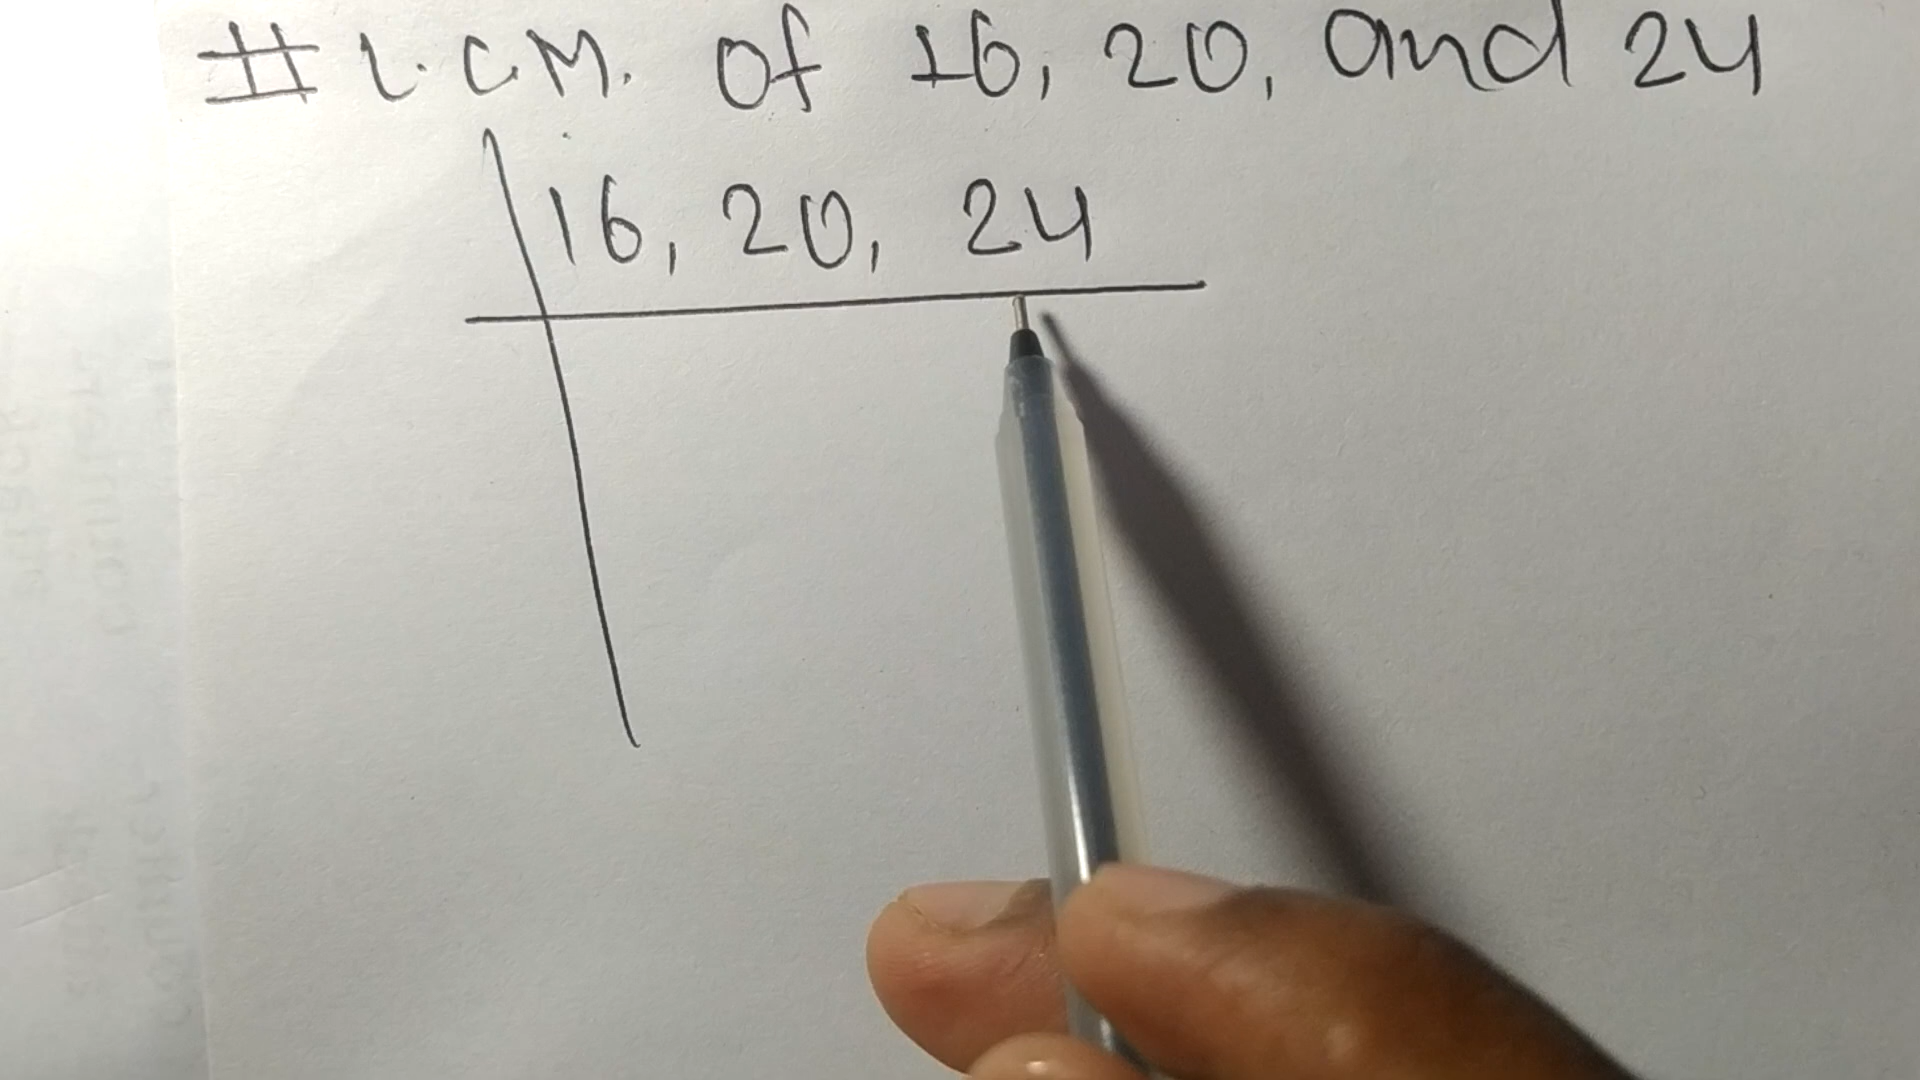 # L.C.M. Of 16, 20, and 24
16, 20, 24